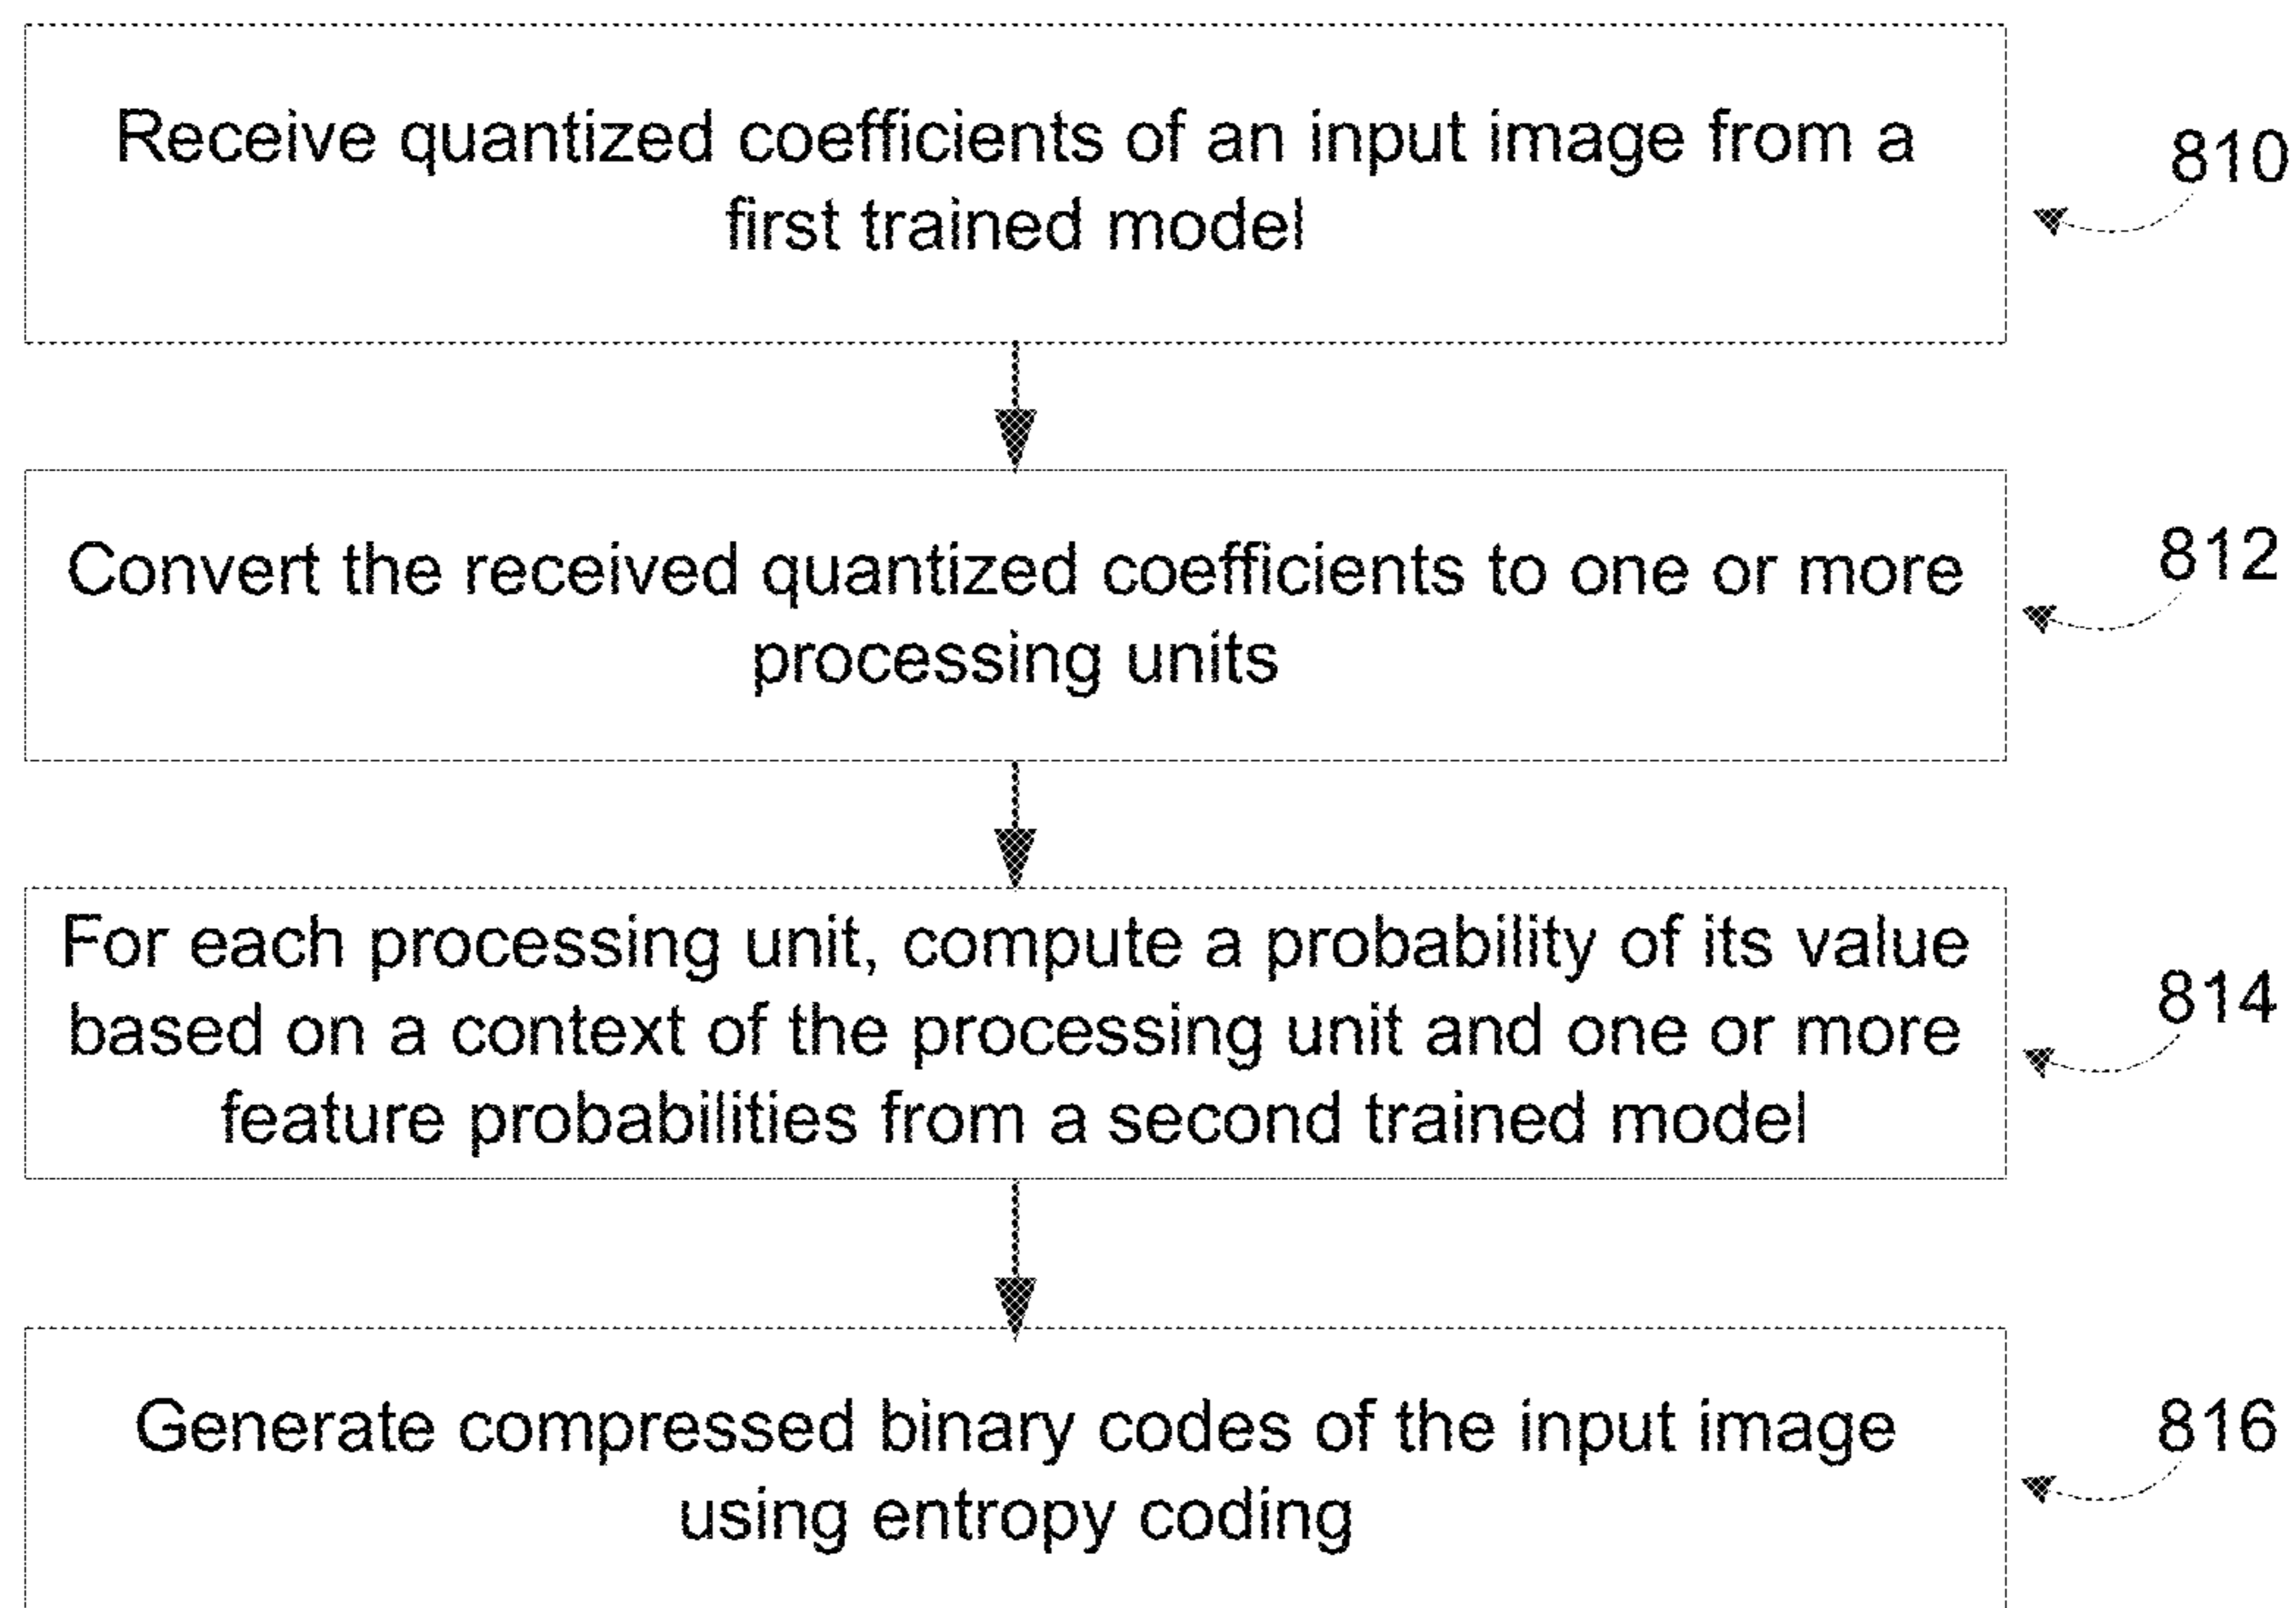 Receive quantized coefficients of an input image from a
first trained model
810
Convert the received quantized coefficients to one or more
processing units
812
For each processing unit, compute a probability of its value
based on a context of the processing unit and one or more
feature probabilities from a second trained model
814
Generate compressed binary codes of the input image
using entropy coding
816